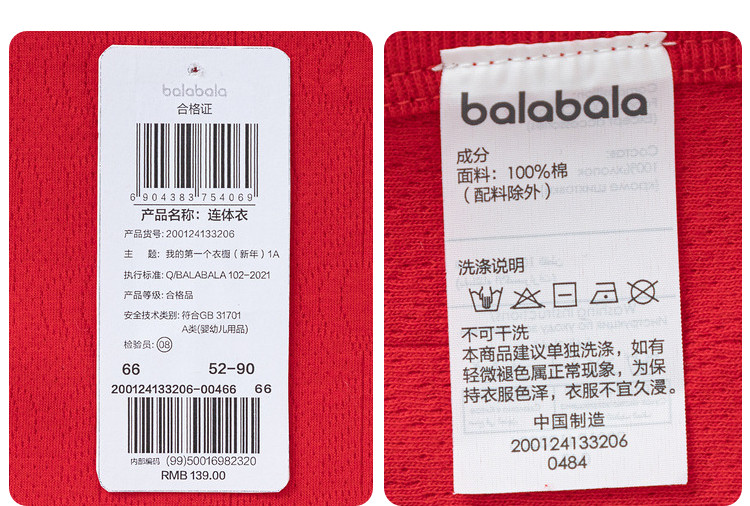 balabala
合格证
6 904383 754069
产品名称：连体衣
产品货号：200124133206
主 题：我的第一个衣橱（新年）1A
执行标准：Q/BALABALA 102-2021
产品等级：合格品
安全技术类别：符合GB 31701
A类(婴幼儿用品)
检验员：08
66 52-90
200124133206-00466 66
内部编码 (99)50016982320
RMB 139.00
balabala
成分
面料：100%棉
（配料除外）
洗涤说明
不可干洗
本商品建议单独洗涤，如有
轻微褪色属正常现象，为保
持衣服色泽，衣服不宜久浸。
中国制造
200124133206
0484